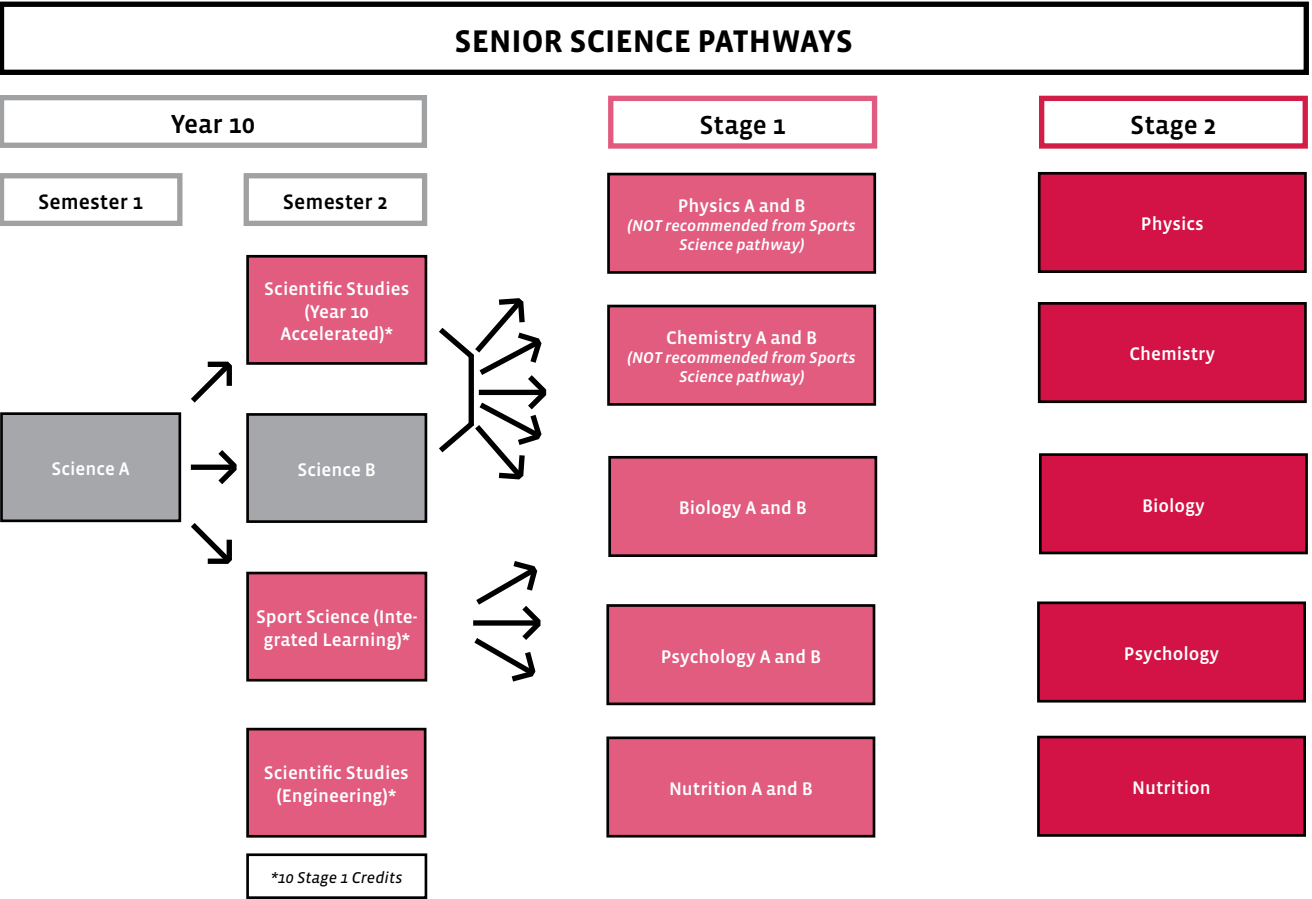 SENIOR SCIENCE PATHWAYS
Year 10
Stage 1
Stage 2
Semester 1
Semester 2
Scientific Studies
(Year 10
Accelerated)*
Science A
Science B
Sport Science (Inte-
grated Learning)*
Scientific Studies
(Engineering)*
*10 Stage 1 Credits
Physics A and B
(NOT recommended from Sports
Science pathway)
Chemistry A and B
(NOT recommended from Sports
Science pathway)
Biology A and B
Psychology A and B
Nutrition A and B
Physics
Chemistry
Biology
Psychology
Nutrition